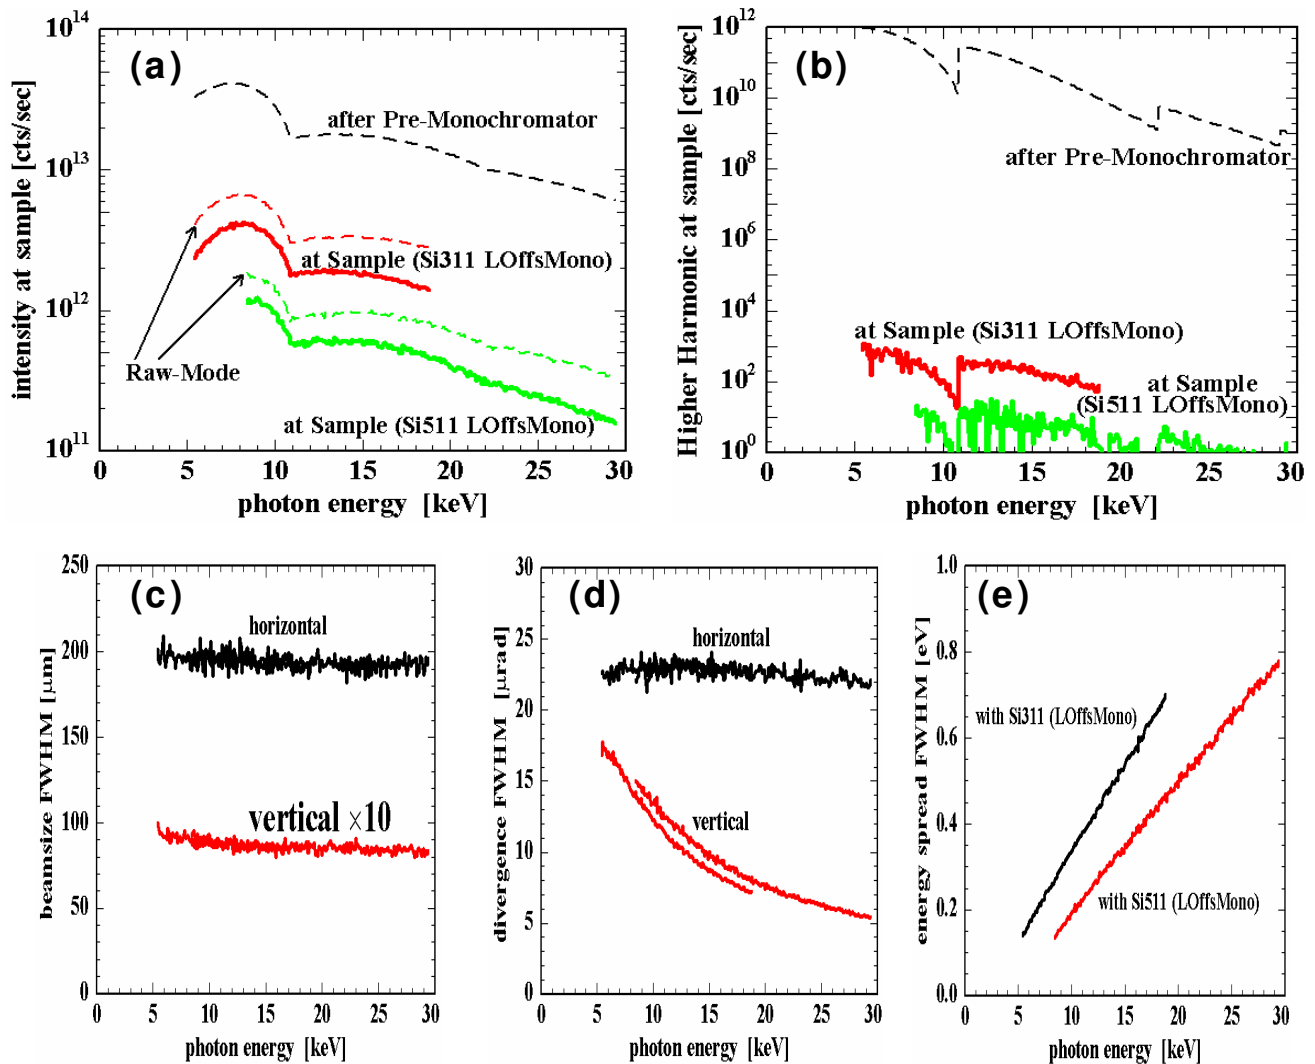 (a)
intensity at sample [cts/sec]
10^14
10^13
10^12
10^11
after Pre-Monochromator
at Sample (Si311 LOffsMono)
Raw-Mode
at Sample (Si511 LOffsMono)
0 5 10 15 20 25 30
photon energy [keV]
(b)
Higher Harmonic at sample [cts/sec]
10^12
10^10
10^8
10^6
10^4
10^2
10^0
after Pre-Monochromator
at Sample (Si311 LOffsMono)
at Sample
(Si511 LOffsMono)
0 5 10 15 20 25 30
photon energy [keV]
(c)
beamsize FWHM [µm]
250
200
150
100
50
0
horizontal
vertical ×10
0 5 10 15 20 25 30
photon energy [keV]
(d)
divergence FWHM [µrad]
30
25
20
15
10
5
0
horizontal
vertical
0 5 10 15 20 25 30
photon energy [keV]
(e)
energy spread FWHM [eV]
1.0
0.8
0.6
0.4
0.2
0.0
with Si311 (LOffsMono)
with Si511 (LOffsMono)
0 5 10 15 20 25 30
photon energy [keV]